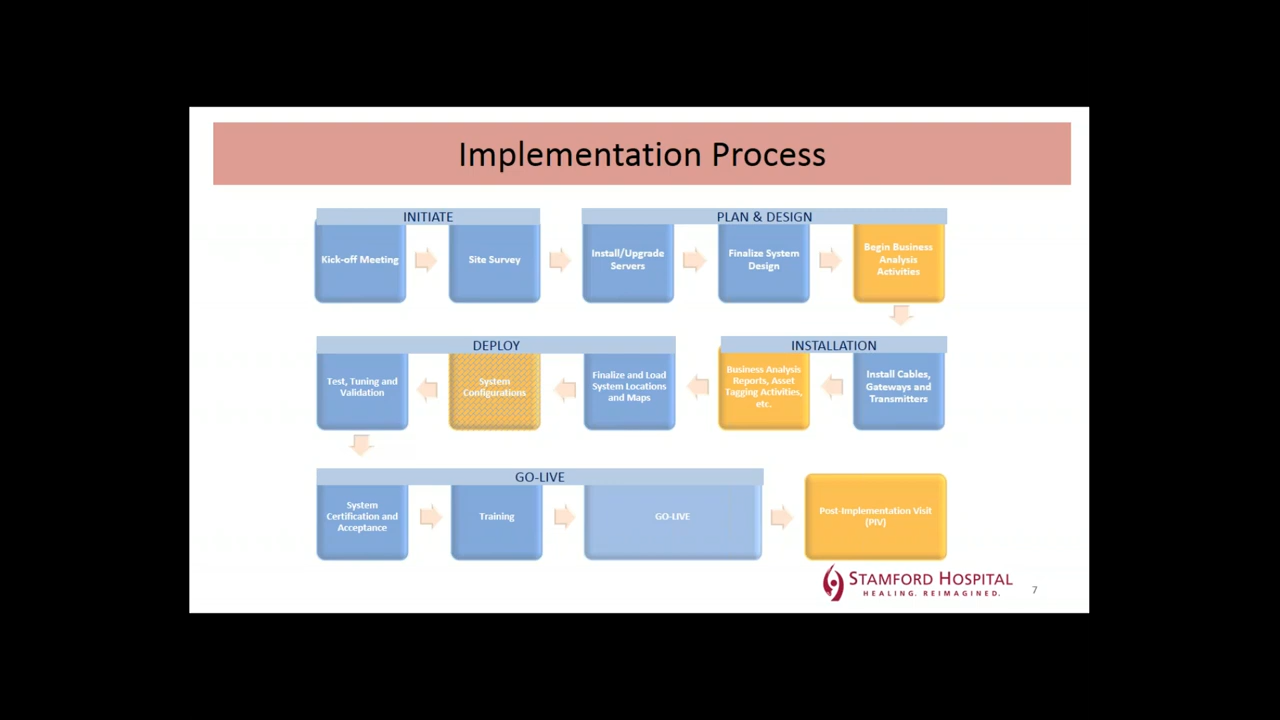 Implementation Process
INITIATE
PLAN & DESIGN
Kick-off Meeting
Site Survey
Install/Upgrade
Servers
Finalize System
Design
Begin Business
Analysis
Activities
DEPLOY
INSTALLATION
Install Cables,
Gateways and
Transmitters
Business Analysis
Reports, Asset
Tagging Activities,
etc.
Finalize and Load
System Locations
and Maps
System
Configurations
Test, Tuning and
Validation
GO-LIVE
System
Certification and
Acceptance
Training
GO-LIVE
Post-Implementation Visit
(PIV)
STAMFORD HOSPITAL
HEALING. REIMAGINED.
7